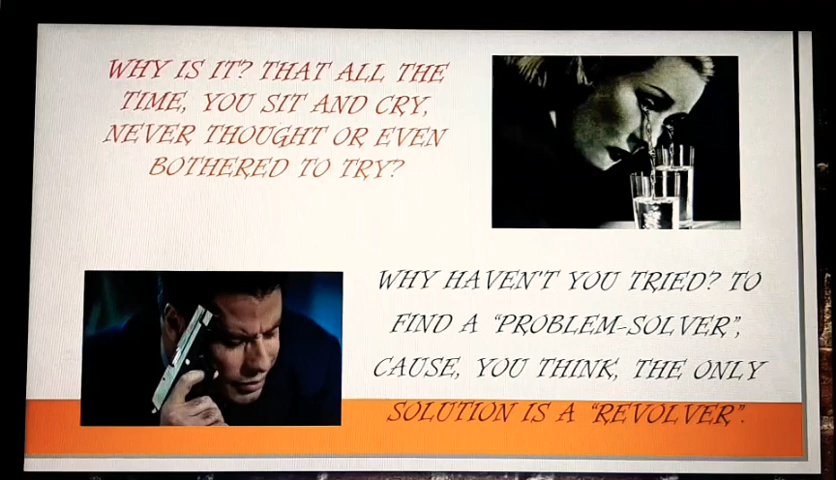 WHY IS IT? THAT ALL THE
TIME, YOU SIT AND CRY,
NEVER THOUGHT OR EVEN
BOTHERED TO TRY?
WHY HAVEN'T YOU TRIED? TO
FIND A “PROBLEM-SOLVER”,
CAUSE, YOU THINK, THE ONLY
SOLUTION IS A “REVOLVER”.